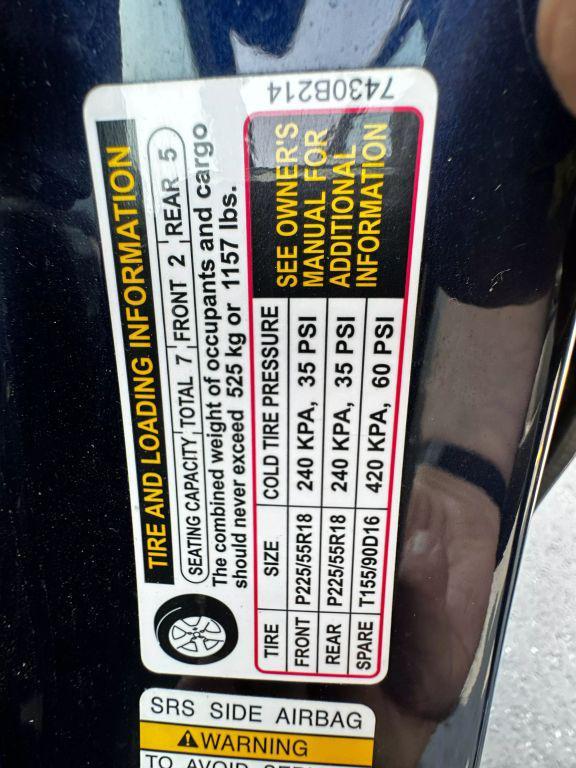 TIRE AND LOADING INFORMATION
SEATING CAPACITY TOTAL 7 FRONT 2 REAR 5
The combined weight of occupants and cargo
should never exceed 525 kg or 1157 lbs.
TIRE SIZE COLD TIRE PRESSURE
FRONT P225/55R18 240 KPA, 35 PSI
REAR P225/55R18 240 KPA, 35 PSI
SPARE T155/90D16 420 KPA, 60 PSI
SEE OWNER'S
MANUAL FOR
ADDITIONAL
INFORMATION
7430B214
SRS SIDE AIRBAG
WARNING
TO AVOID